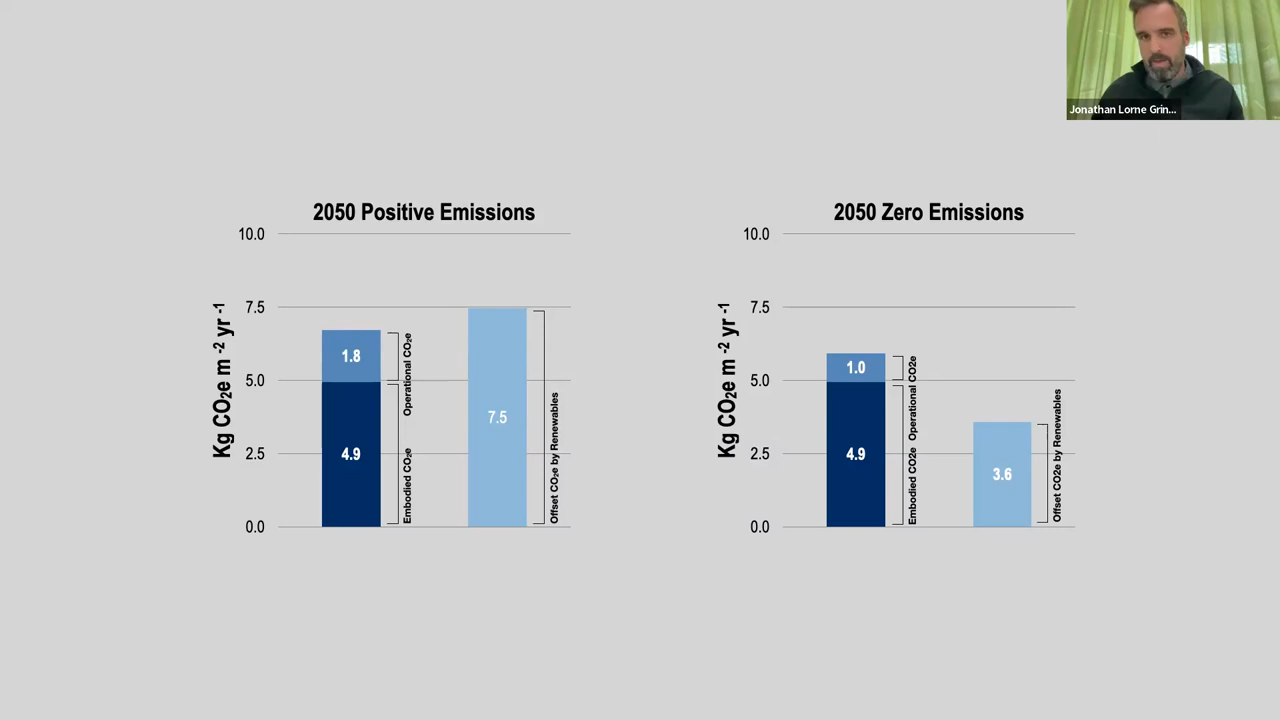 Jonathan Lorne Grin...
2050 Positive Emissions
10.0
7.5
5.0
2.5
0.0
Kg CO₂e m -2 yr -1
1.8
4.9
7.5
Operational CO₂e
Embodied CO₂e
Offset CO₂e by Renewables
2050 Zero Emissions
10.0
7.5
5.0
2.5
0.0
Kg CO₂e m -2 yr -1
1.0
4.9
3.6
Operational CO2e
Embodied CO2e
Offset CO2e by Renewables